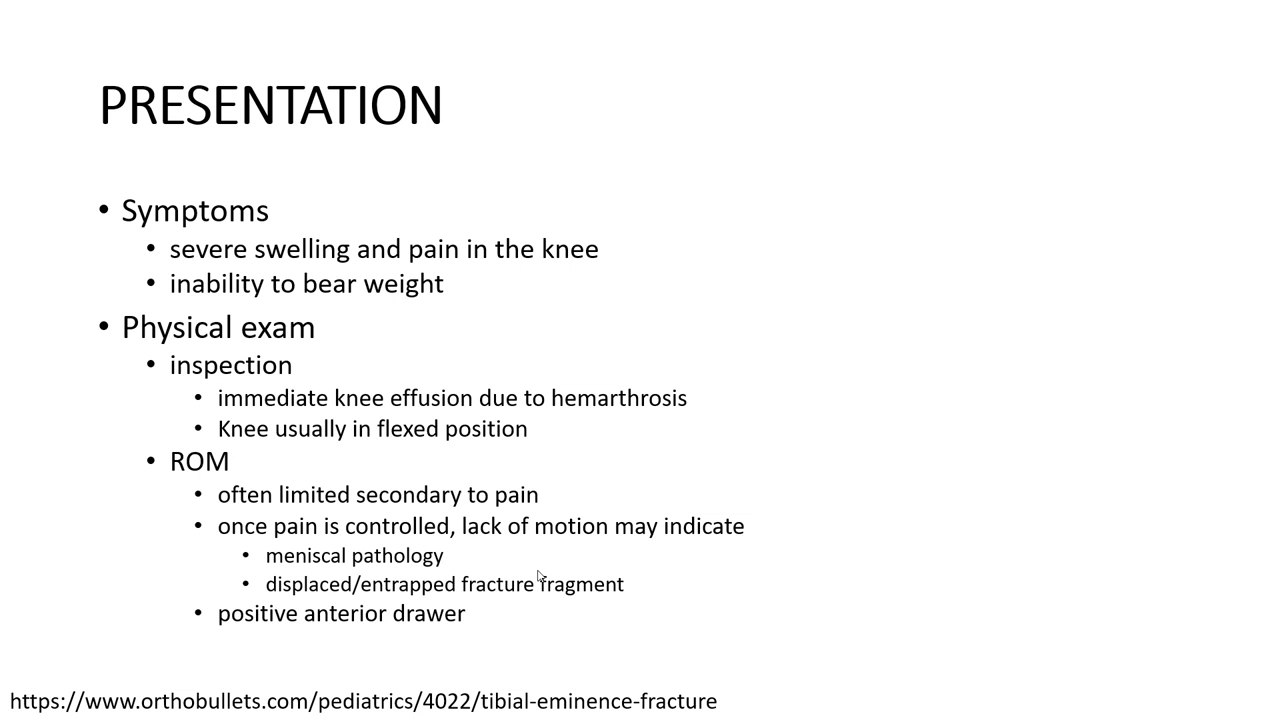 PRESENTATION
• Symptoms
• severe swelling and pain in the knee
• inability to bear weight
• Physical exam
• inspection
• immediate knee effusion due to hemarthrosis
• Knee usually in flexed position
• ROM
• often limited secondary to pain
• once pain is controlled, lack of motion may indicate
• meniscal pathology
• displaced/entrapped fracture fragment
• positive anterior drawer
https://www.orthobullets.com/pediatrics/4022/tibial-eminence-fracture